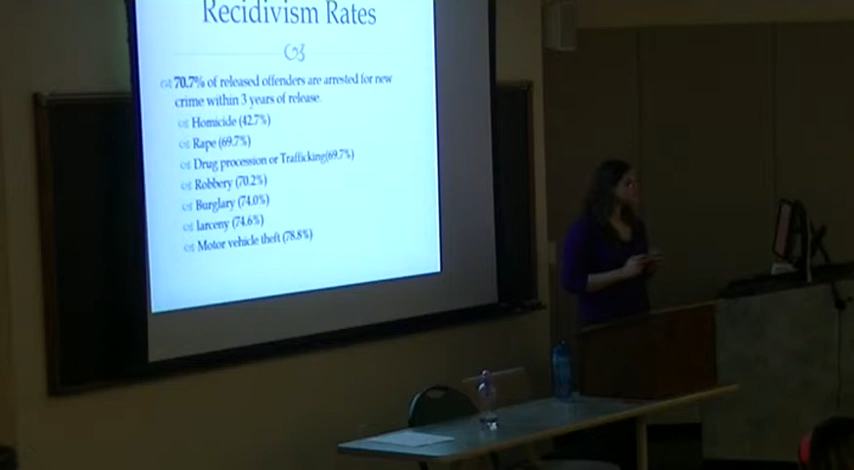 Recidivism Rates
70.7% of released offenders are arrested for new
crime within 3 years of release.
Homicide (42.7%)
Rape (69.7%)
Drug procession or Trafficking(69.7%)
Robbery (70.2%)
Burglary (74.0%)
larceny (74.6%)
Motor vehicle theft (78.8%)